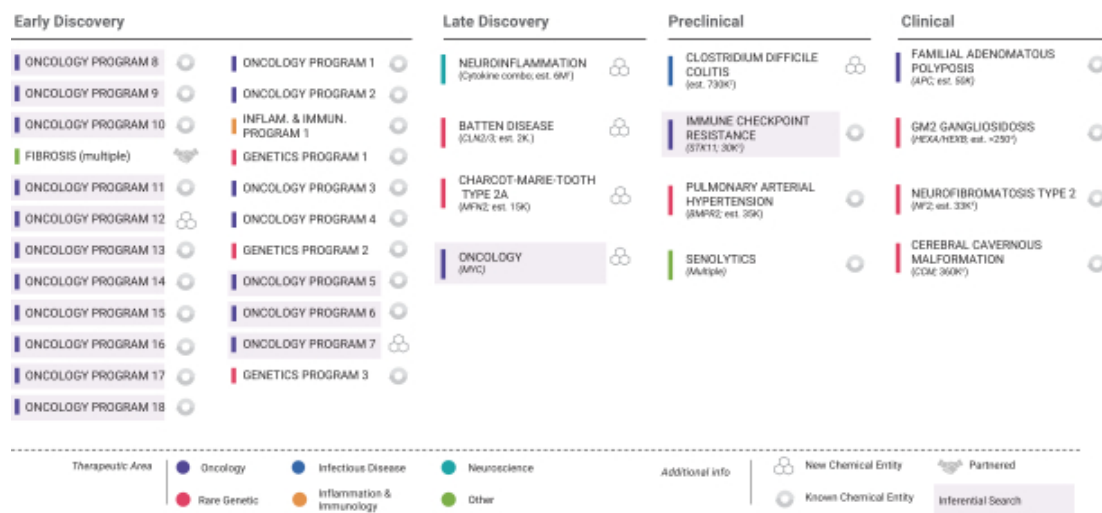 Early Discovery
ONCOLOGY PROGRAM 8
ONCOLOGY PROGRAM 9
ONCOLOGY PROGRAM 10
FIBROSIS (multiple)
ONCOLOGY PROGRAM 11
ONCOLOGY PROGRAM 12
ONCOLOGY PROGRAM 13
ONCOLOGY PROGRAM 14
ONCOLOGY PROGRAM 15
ONCOLOGY PROGRAM 16
ONCOLOGY PROGRAM 17
ONCOLOGY PROGRAM 18
ONCOLOGY PROGRAM 1
ONCOLOGY PROGRAM 2
INFLAM. & IMMUN.
PROGRAM 1
GENETICS PROGRAM 1
ONCOLOGY PROGRAM 3
ONCOLOGY PROGRAM 4
GENETICS PROGRAM 2
ONCOLOGY PROGRAM 5
ONCOLOGY PROGRAM 6
ONCOLOGY PROGRAM 7
GENETICS PROGRAM 3
Late Discovery
NEUROINFLAMMATION
(Cytokine combo; est.
BATTEN DISEASE
(CLN2/3; est. 2K.)
CHARCOT-MARIE-TOOTH
TYPE 2A
(MFN2; est. 15K)
ONCOLOGY
(MYC)
Preclinical
CLOSTRIDIUM DIFFICILE
COLITIS
(est.
IMMUNE CHECKPOINT
RESISTANCE
(STK11;
PULMONARY ARTERIAL
HYPERTENSION
(BMPR2; est. 35K)
SENOLYTICS
(Multiple)
Clinical
FAMILIAL ADENOMATOUS
POLYPOSIS
(APC; est. 50K)
GM2 GANGLIOSIDOSIS
(HEXA/HEXB; est.
NEUROFIBROMATOSIS TYPE 2
(NF2; est.
CEREBRAL CAVERNOUS
MALFORMATION
(CCM;
Therapeutic Area
Oncology
Infectious Disease
Neuroscience
Rare Genetic
Inflammation &
Immunology
Other
Additional info
New Chemical Entity
Partnered
Known Chemical Entity
Inferential Search